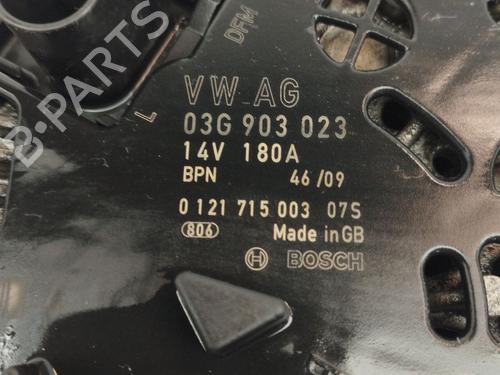 DFM
L
VW AG
03G 903 023
14V 180A
BPN 46/09
0 121 715 003 07S
806 Made in GB
BOSCH
B-PARTS